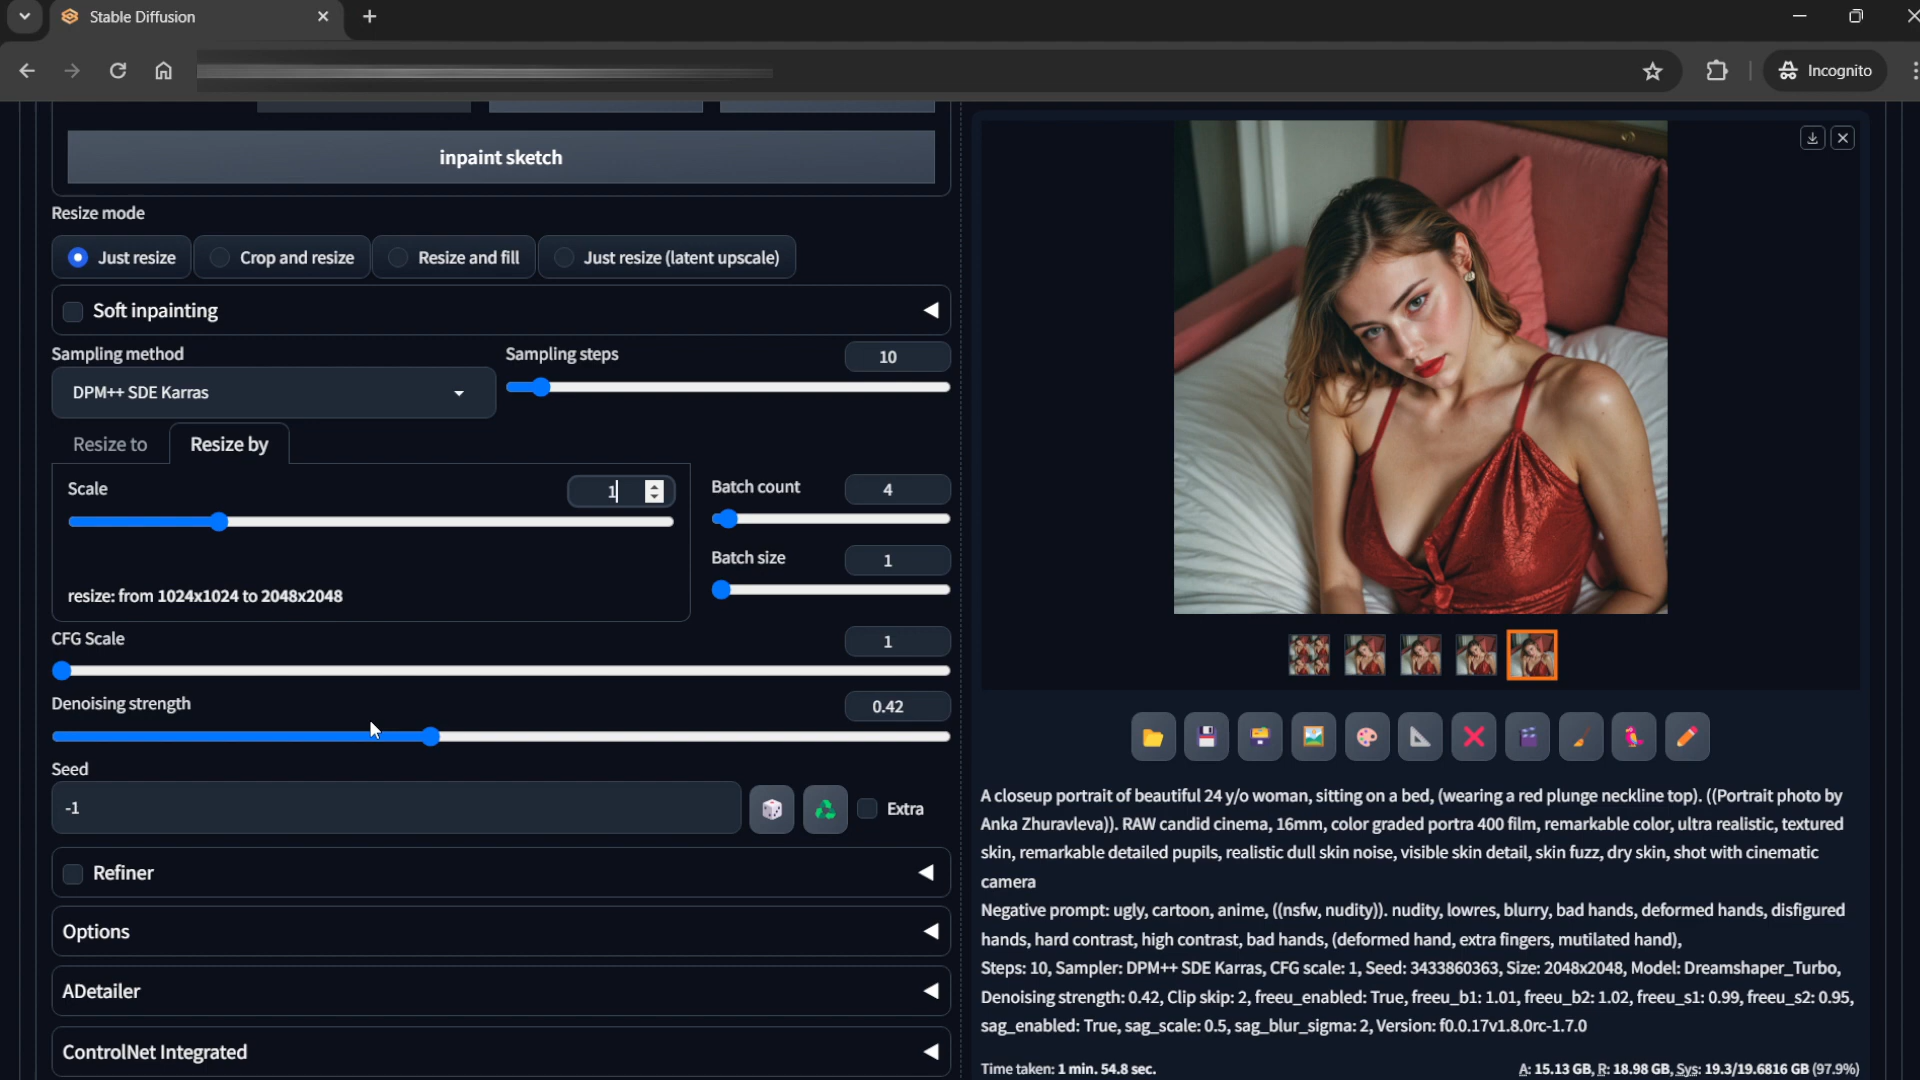 Stable Diffusion
Incognito
inpaint sketch
Resize mode
Just resize
Crop and resize
Resize and fill
Just resize (latent upscale)
Soft inpainting
Sampling method
Sampling steps
10
DPM++ SDE Karras
Resize to
Resize by
Scale
1
Batch count
4
Batch size
1
resize: from 1024x1024 to 2048x2048
CFG Scale
1
Denoising strength
0.42
Seed
-1
Extra
Refiner
Options
ADetailer
ControlNet Integrated
A closeup portrait of beautiful 24 y/o woman, sitting on a bed, (wearing a red plunge neckline top). ((Portrait photo by
Anka Zhuravleva)). RAW candid cinema, 16mm, color graded portra 400 film, remarkable color, ultra realistic, textured
skin, remarkable detailed pupils, realistic dull skin noise, visible skin detail, skin fuzz, dry skin, shot with cinematic
camera
Negative prompt: ugly, cartoon, anime, ((nsfw, nudity)). nudity, lowres, blurry, bad hands, deformed hands, disfigured
hands, hard contrast, high contrast, bad hands, (deformed hand, extra fingers, mutilated hand),
Steps: 10, Sampler: DPM++ SDE Karras, CFG scale: 1, Seed: 3433860363, Size: 2048x2048, Model: Dreamshaper_Turbo,
Denoising strength: 0.42, Clip skip: 2, freeu_enabled: True, freeu_b1: 1.01, freeu_b2: 1.02, freeu_s1: 0.99, freeu_s2: 0.95,
sag_enabled: True, sag_scale: 0.5, sag_blur_sigma: 2, Version: f0.0.17v1.8.0rc-1.7.0
Time taken: 1 min. 54.8 sec.
A: 15.13 GB, R: 18.98 GB, Sys: 19.3/19.6816 GB (97.9%)